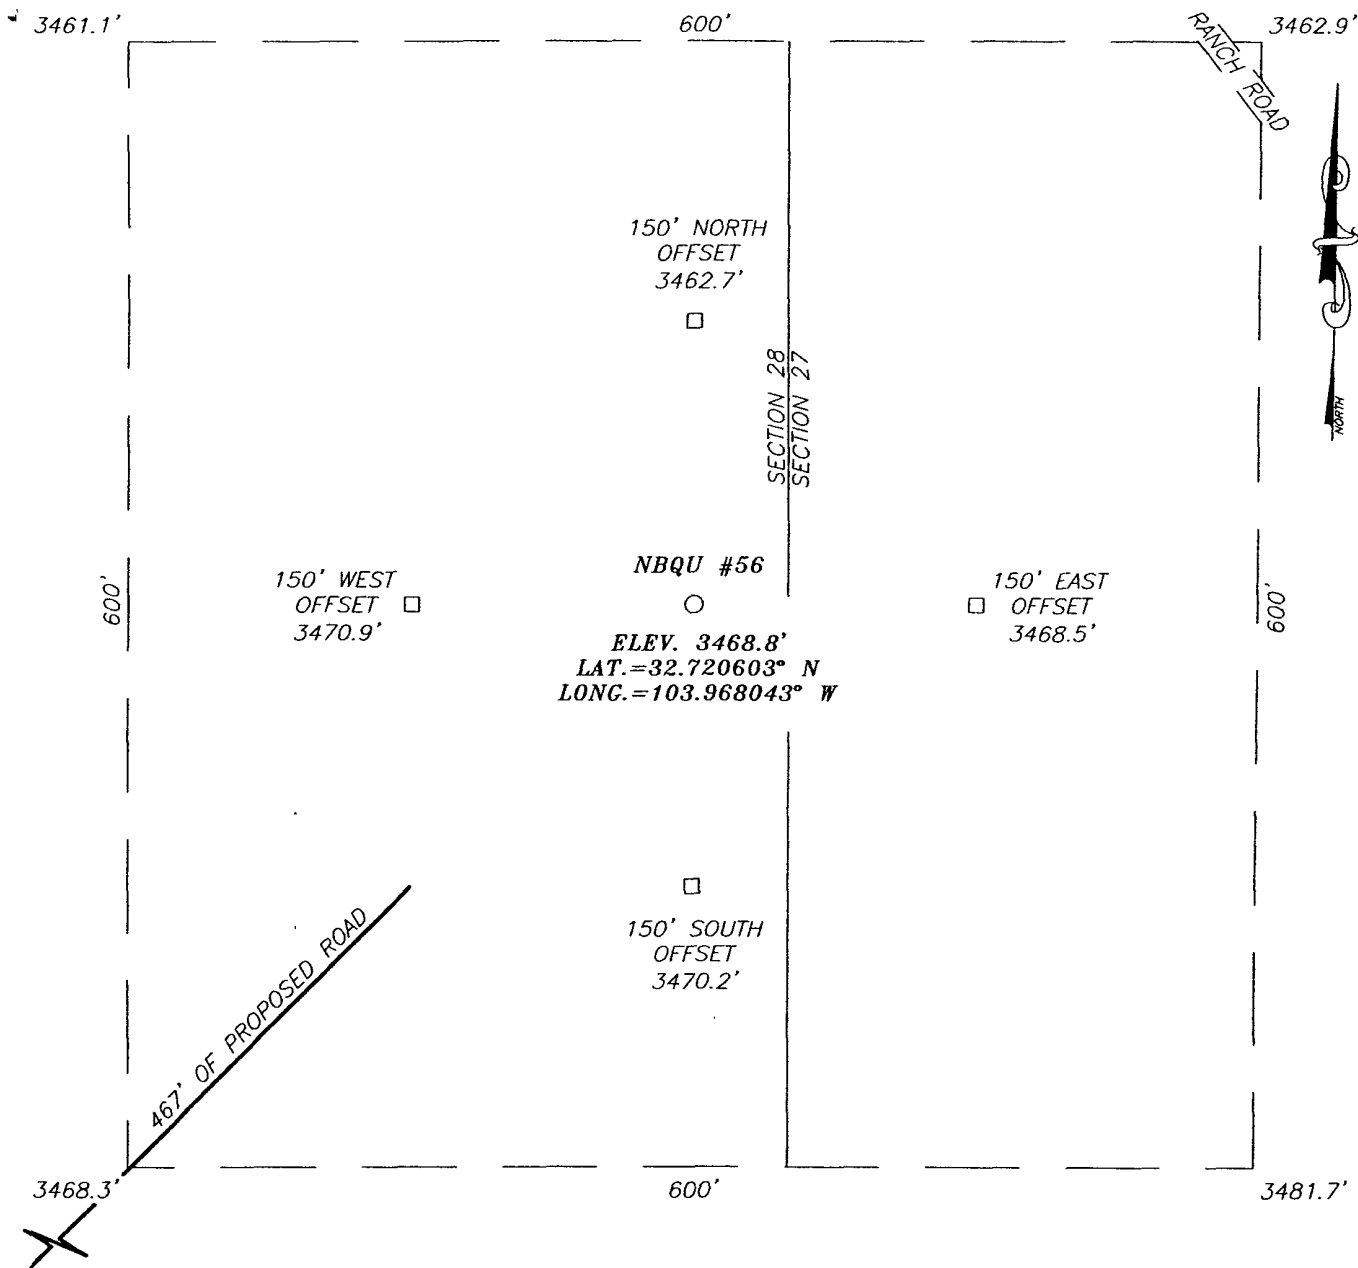 3461.1'
600'
3462.9'
RANCH ROAD
NORTH
150' NORTH
OFFSET
3462.7'
SECTION 28
SECTION 27
600'
150' WEST
OFFSET
3470.9'
NBQU #56
ELEV. 3468.8'
LAT.=32.720603° N
LONG.=103.968043° W
150' EAST
OFFSET
3468.5'
600'
150' SOUTH
OFFSET
3470.2'
467' OF PROPOSED ROAD
3468.3'
600'
3481.7'